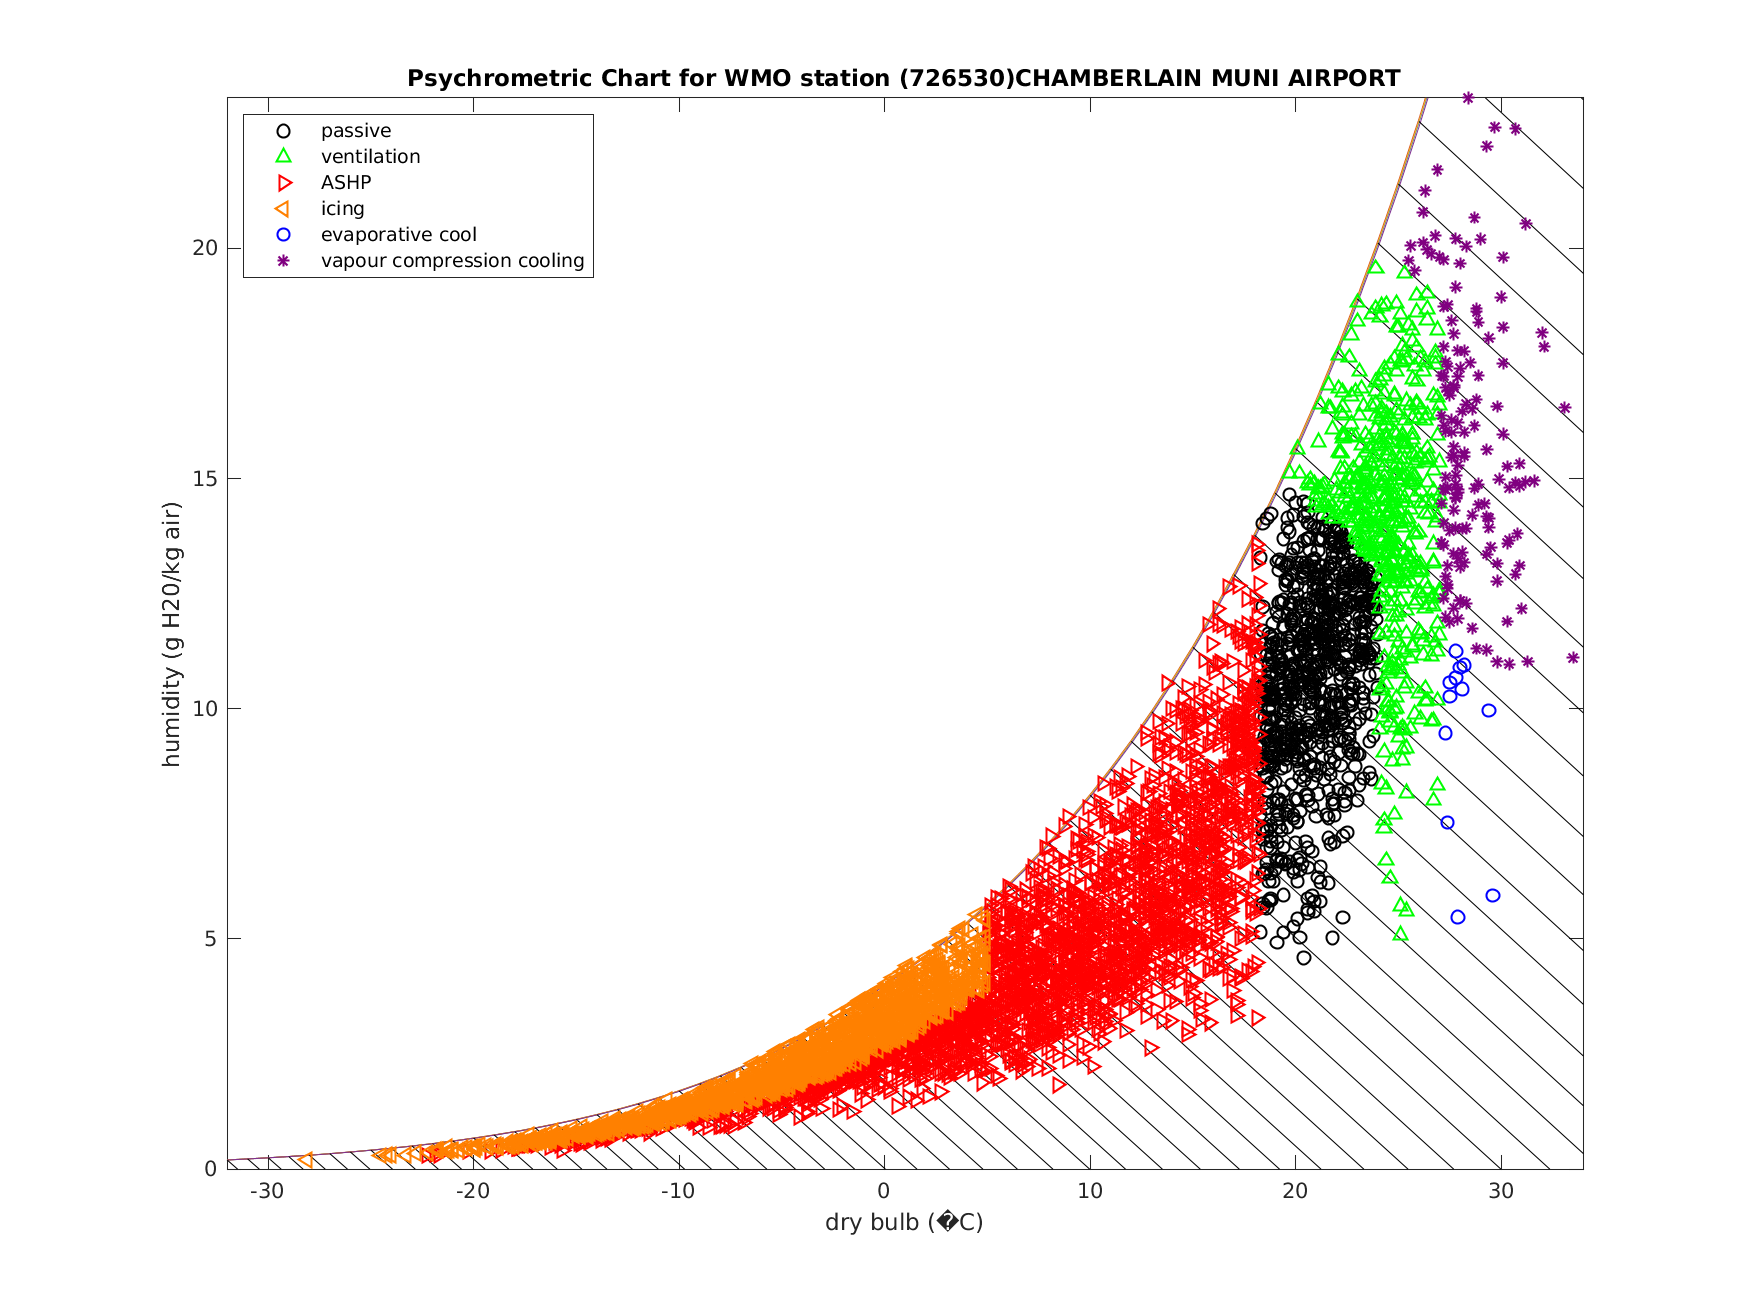 Psychrometric Chart for WMO station (726530)CHAMBERLAIN MUNI AIRPORT
passive
ventilation
ASHP
icing
evaporative cool
vapour compression cooling
humidity (g H20/kg air)
20
15
10
5
0
-30 -20 -10 0 10 20 30
dry bulb (�C)